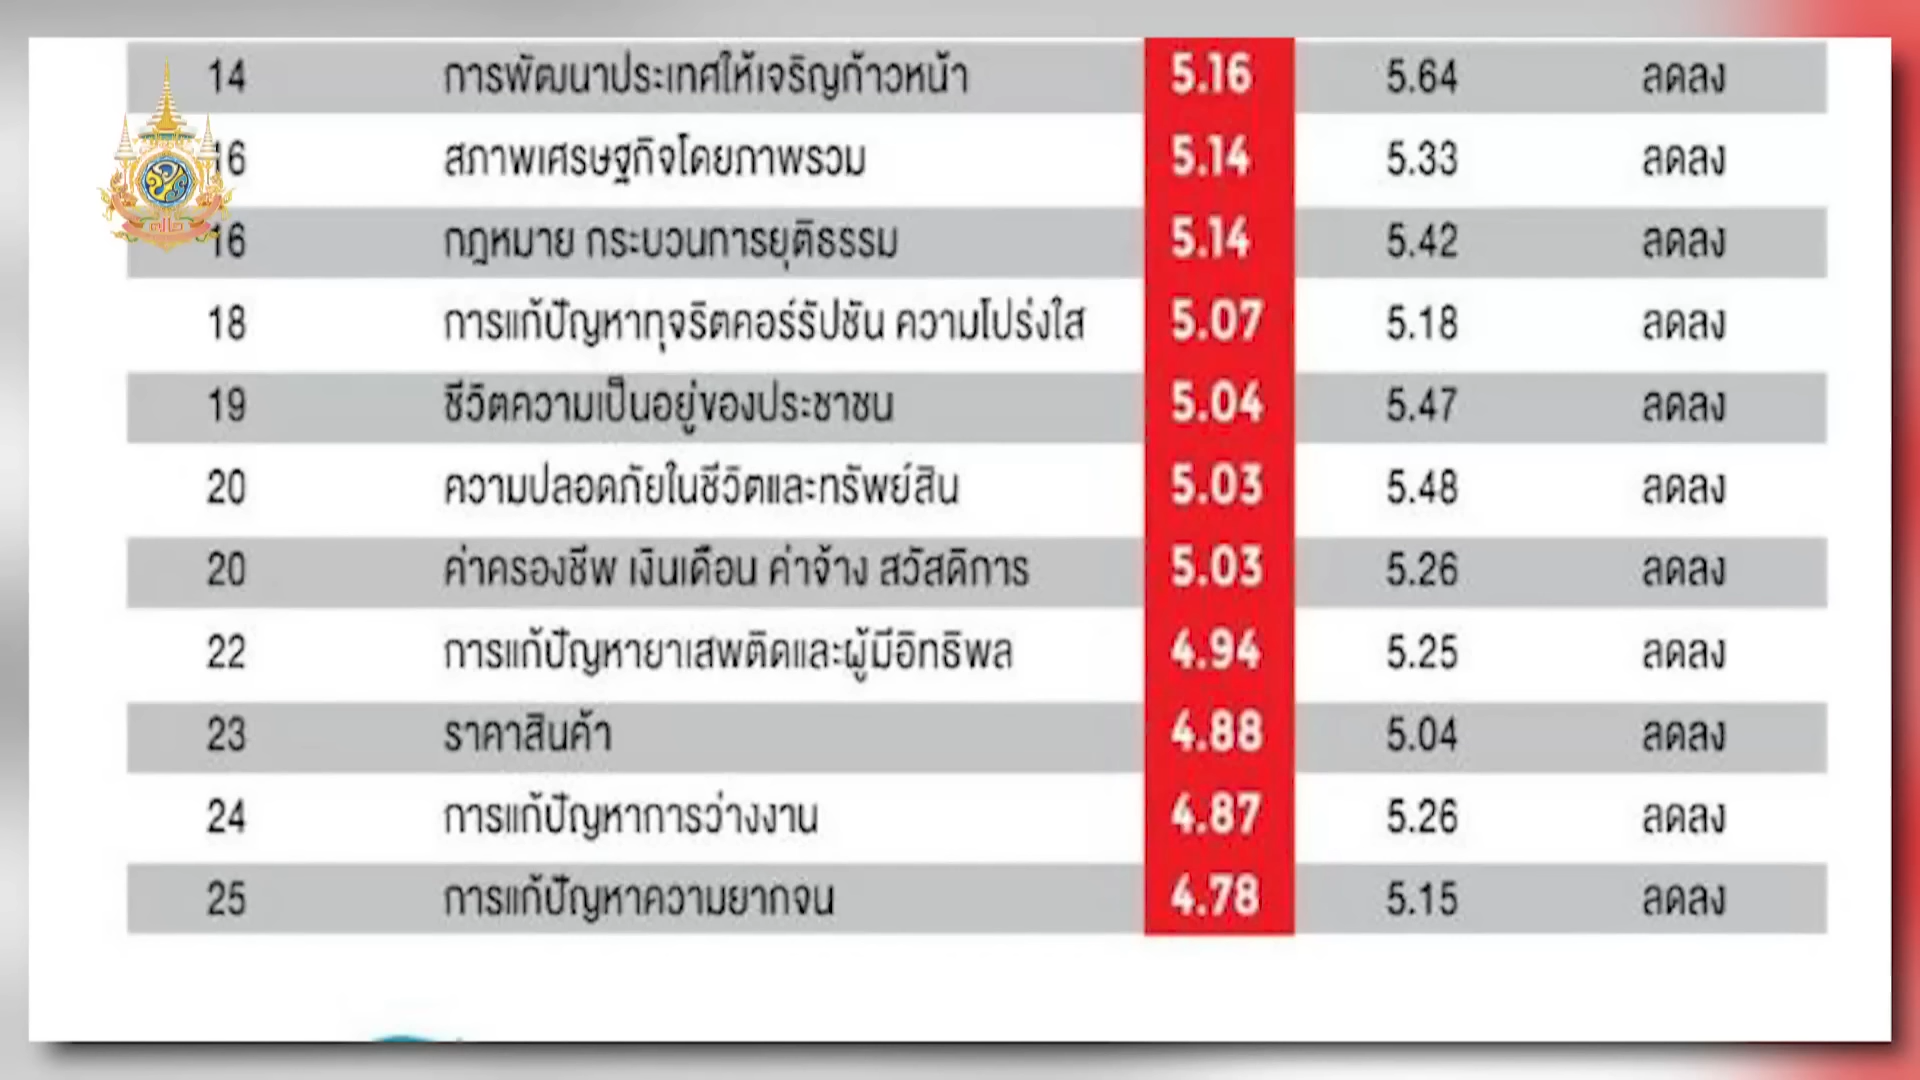 14 การพัฒนาประเทศให้เจริญก้าวหน้า 5.16 5.64 ลดลง
16 สภาพเศรษฐกิจโดยภาพรวม 5.14 5.33 ลดลง
16 กฎหมาย กระบวนการยุติธรรม 5.14 5.42 ลดลง
18 การแก้ปัญหาทุจริตคอร์รัปชัน ความโปร่งใส 5.07 5.18 ลดลง
19 ชีวิตความเป็นอยู่ของประชาชน 5.04 5.47 ลดลง
20 ความปลอดภัยในชีวิตและทรัพย์สิน 5.03 5.48 ลดลง
20 ค่าครองชีพ เงินเดือน ค่าจ้าง สวัสดิการ 5.03 5.26 ลดลง
22 การแก้ปัญหายาเสพติดและผู้มีอิทธิพล 4.94 5.25 ลดลง
23 ราคาสินค้า 4.88 5.04 ลดลง
24 การแก้ปัญหาการว่างงาน 4.87 5.26 ลดลง
25 การแก้ปัญหาความยากจน 4.78 5.15 ลดลง